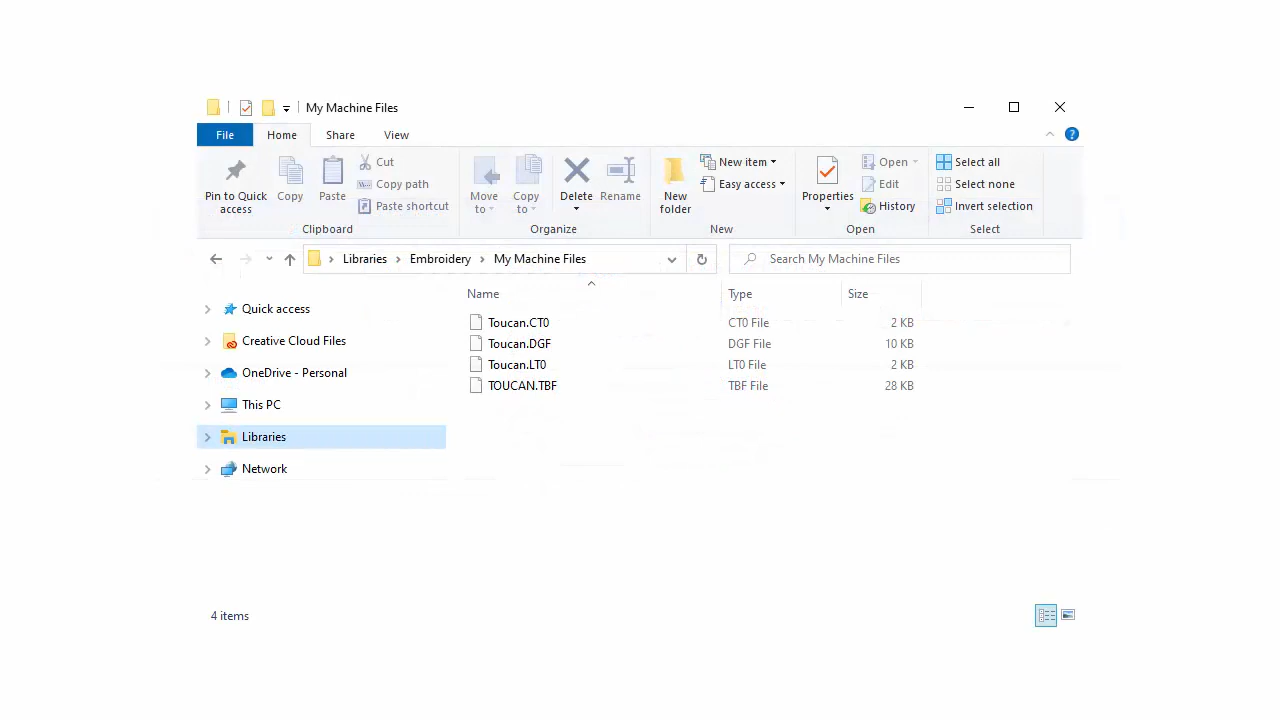 My Machine Files
File Home Share View
Pin to Quick access
Copy
Paste
Cut
Copy path
Paste shortcut
Clipboard
Move to
Copy to
Delete
Rename
Organize
New folder
New item
Easy access
New
Properties
Open
Edit
History
Open
Select all
Select none
Invert selection
Select
Libraries Embroidery My Machine Files
Search My Machine Files
Quick access
Creative Cloud Files
OneDrive - Personal
This PC
Libraries
Network
Name Type Size
Toucan.CT0 CT0 File 2 KB
Toucan.DGF DGF File 10 KB
Toucan.LT0 LT0 File 2 KB
TOUCAN.TBF TBF File 28 KB
4 items